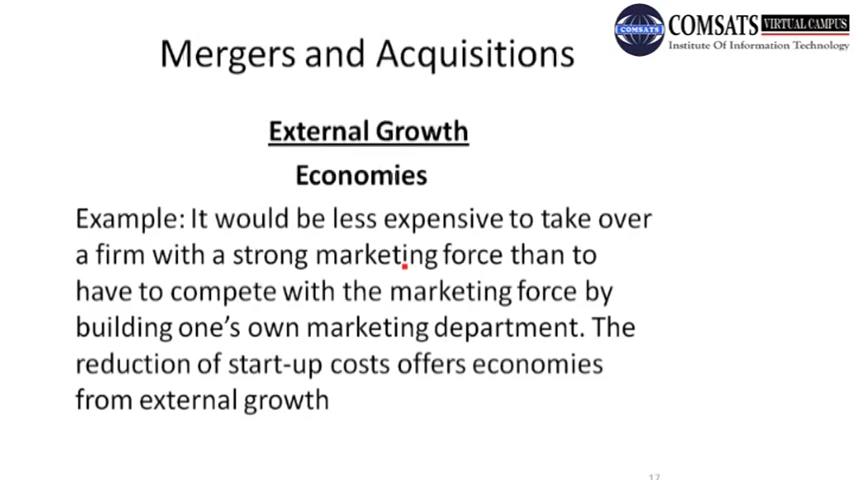 COMSATS VIRTUAL CAMPUS
COMSATS Institute Of Information Technology
Mergers and Acquisitions
External Growth
Economies
Example: It would be less expensive to take over
a firm with a strong marketing force than to
have to compete with the marketing force by
building one's own marketing department. The
reduction of start-up costs offers economies
from external growth
17